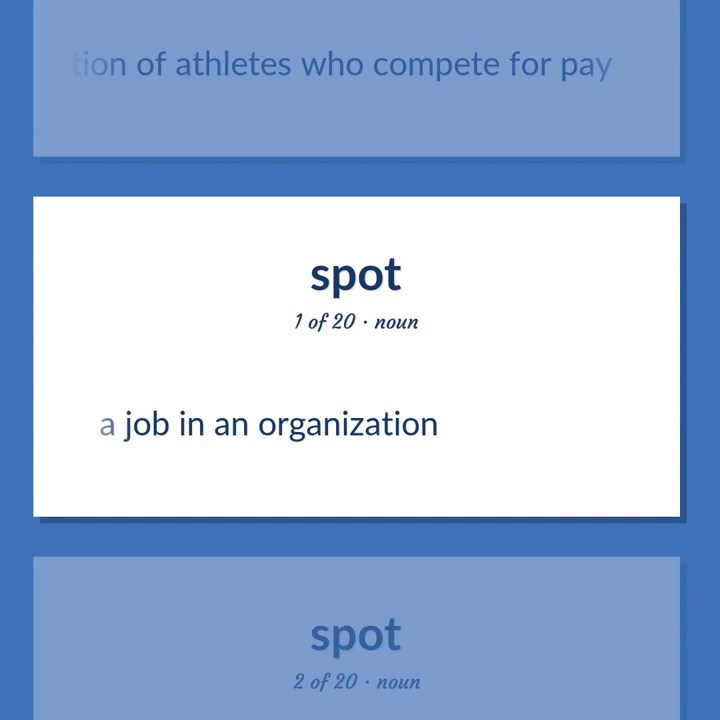 of athletes who compete for pay
spot
1 of 20 · noun
a job in an organization
spot
2 of 20 · noun